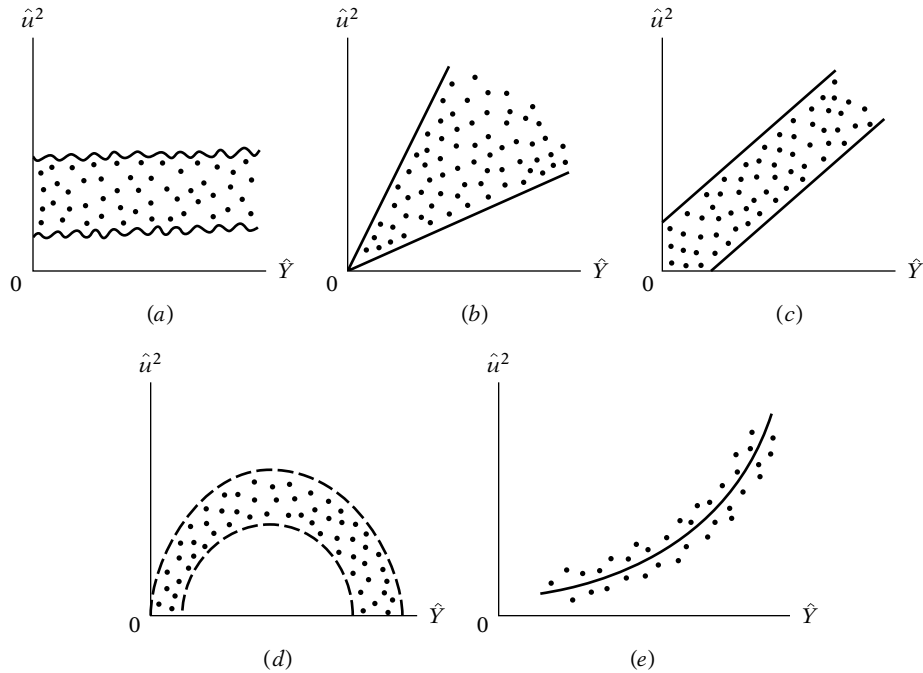 û² û² û²
0 Ŷ 0 Ŷ 0 Ŷ
(a) (b) (c)
û² û²
0 Ŷ 0 Ŷ
(d) (e)